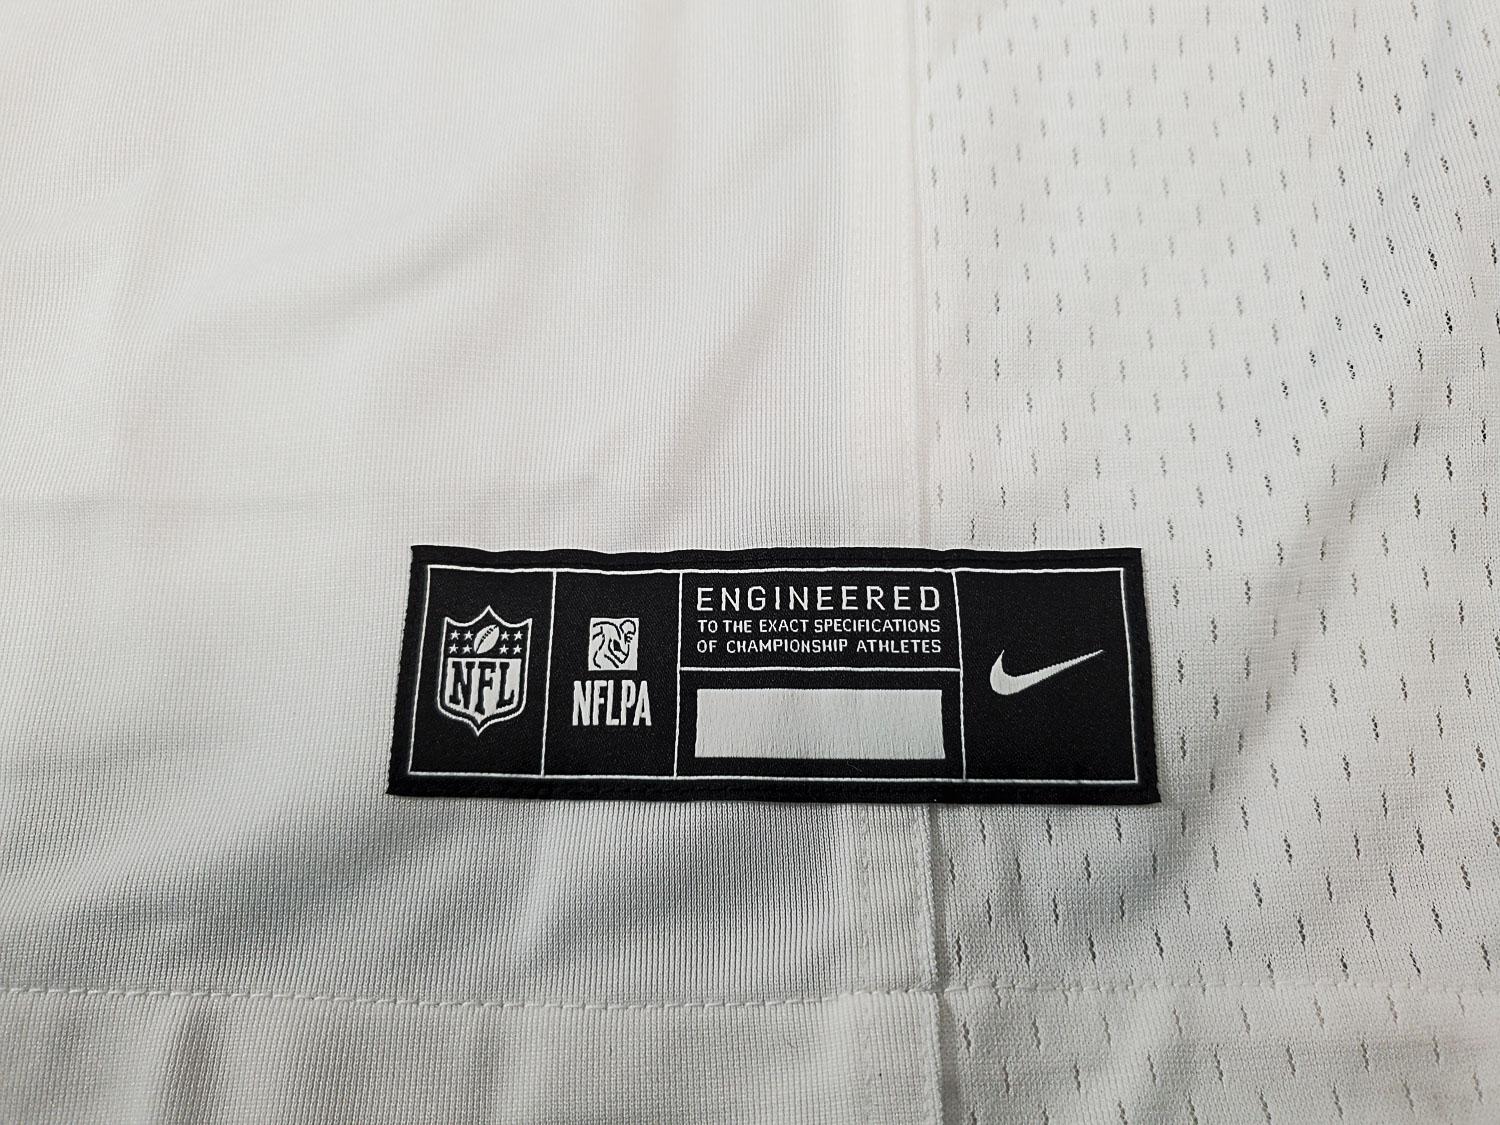 NFL
NFLPA
ENGINEERED
TO THE EXACT SPECIFICATIONS
OF CHAMPIONSHIP ATHLETES